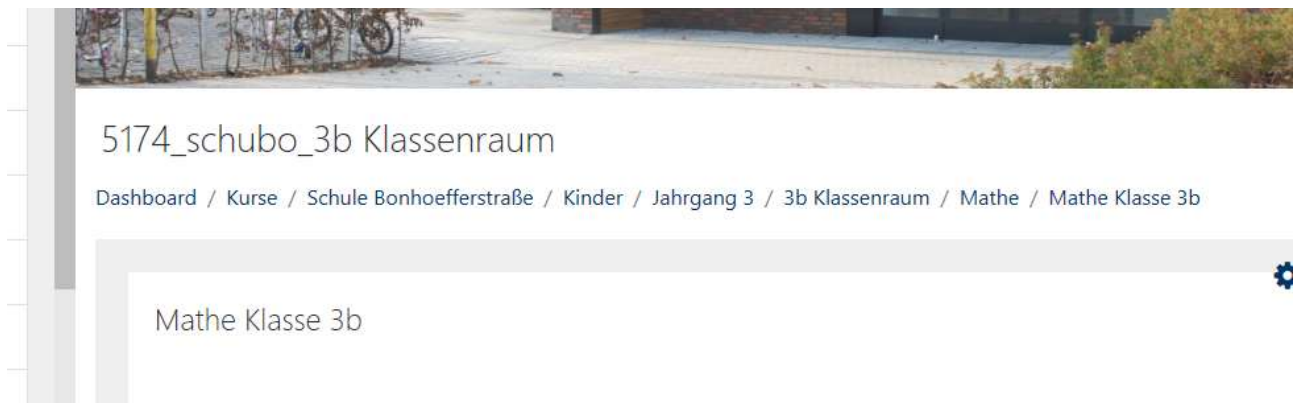 5174_schubo_3b Klassenraum
Dashboard / Kurse / Schule Bonhoefferstraße / Kinder / Jahrgang 3 / 3b Klassenraum / Mathe / Mathe Klasse 3b
Mathe Klasse 3b